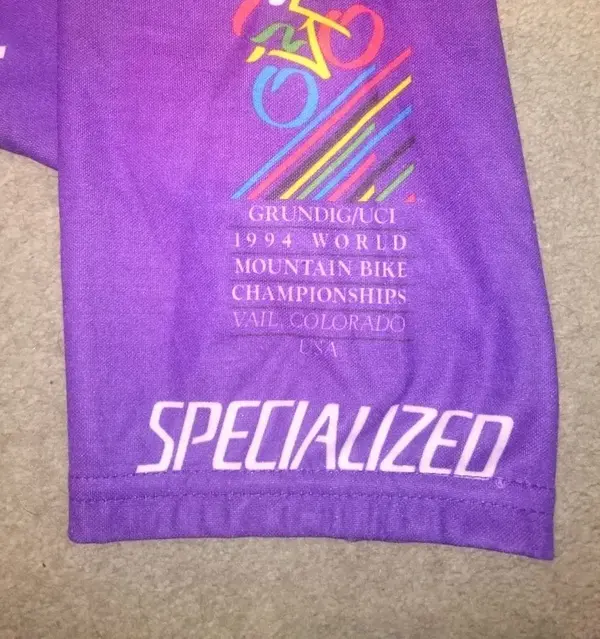 GRUNDIG/UCI
1994 WORLD
MOUNTAIN BIKE
CHAMPIONSHIPS
VAIL, COLORADO
USA
SPECIALIZED®